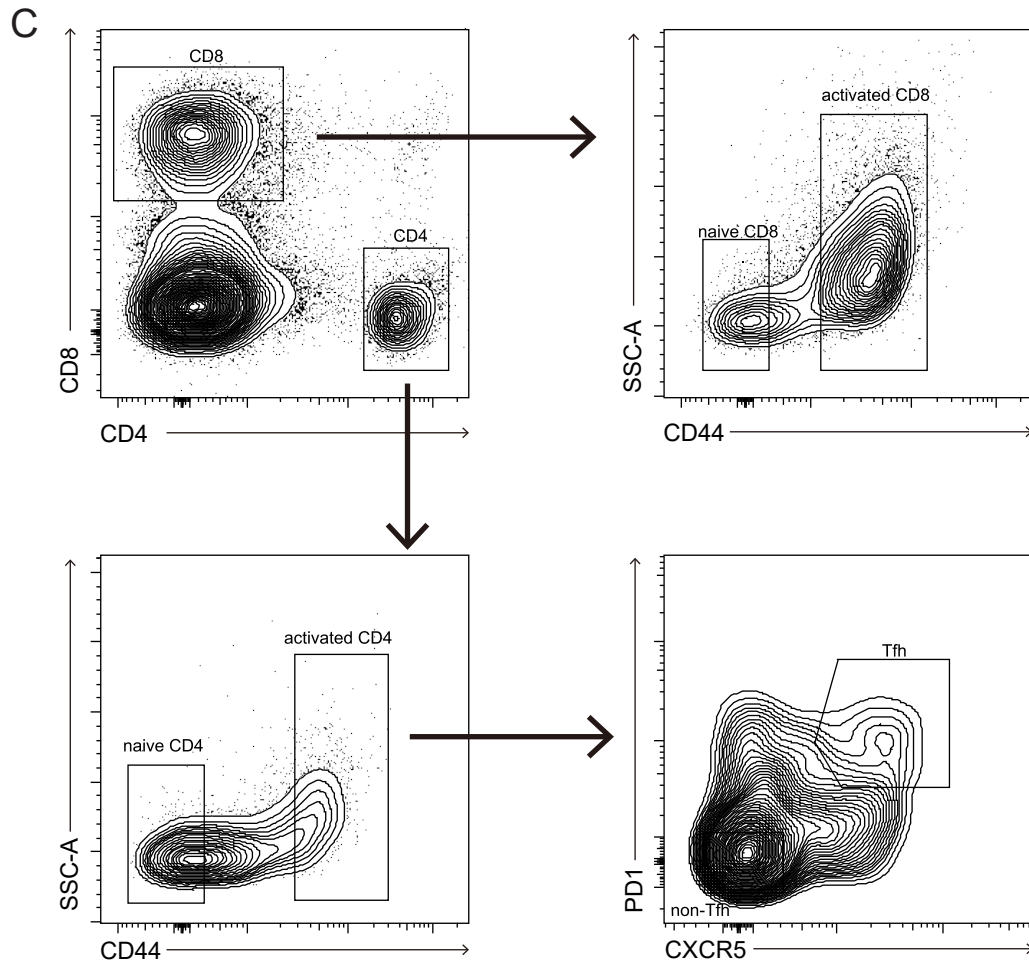 C
CD8
CD4
CD8
CD4
activated CD8
naive CD8
SSC-A
CD44
activated CD4
naive CD4
SSC-A
CD44
Tfh
non-Tfh
PD1
CXCR5